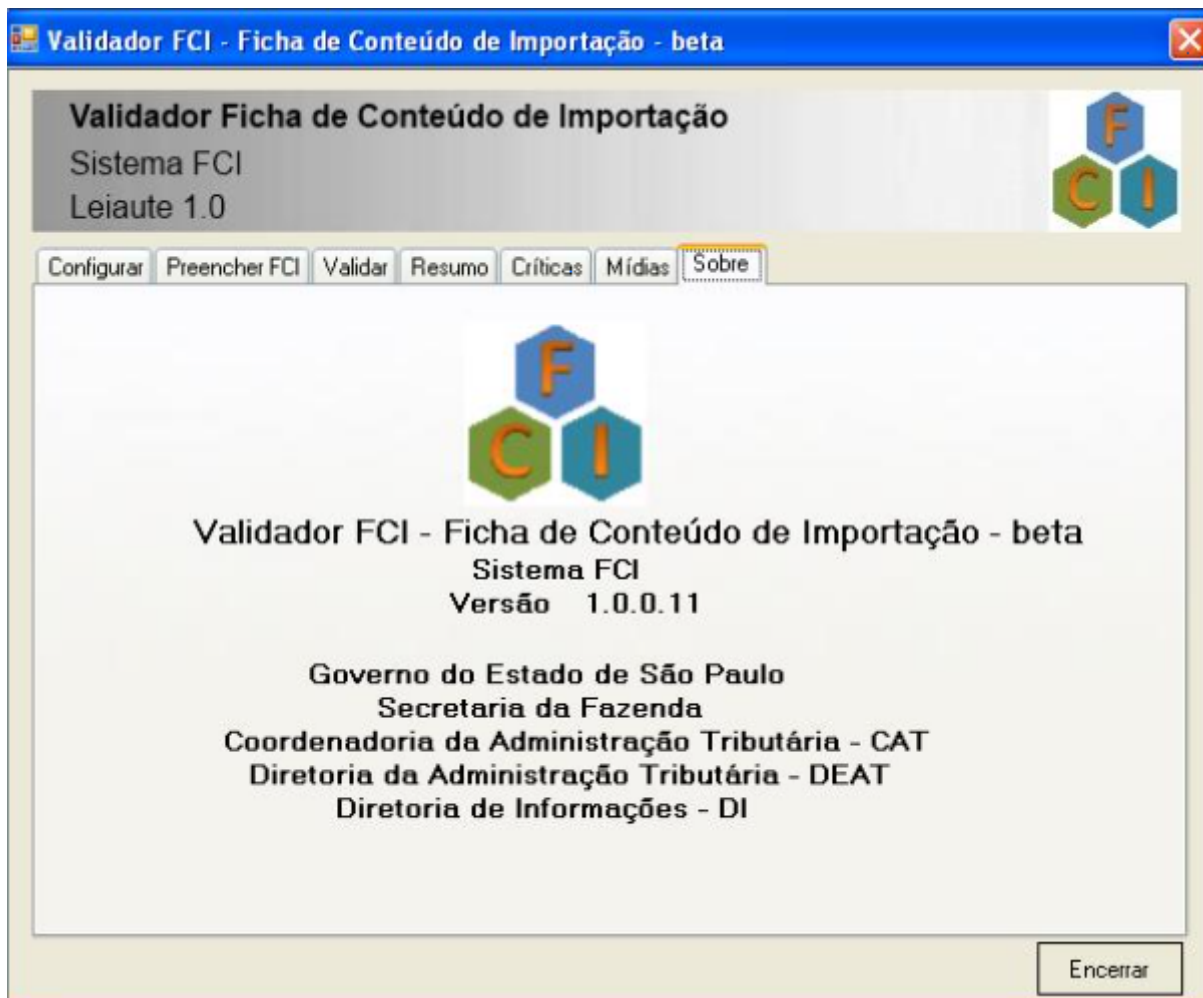 Validador FCI - Ficha de Conteúdo de Importação - beta
Validador Ficha de Conteúdo de Importação
Sistema FCI
Leiaute 1.0
F
C I
Configurar Preencher FCI Validar Resumo Críticas Mídias Sobre
F
C I
Validador FCI - Ficha de Conteúdo de Importação - beta
Sistema FCI
Versão 1.0.0.11
Governo do Estado de São Paulo
Secretaria da Fazenda
Coordenadoria da Administração Tributária - CAT
Diretoria da Administração Tributária - DEAT
Diretoria de Informações - DI
Encerrar